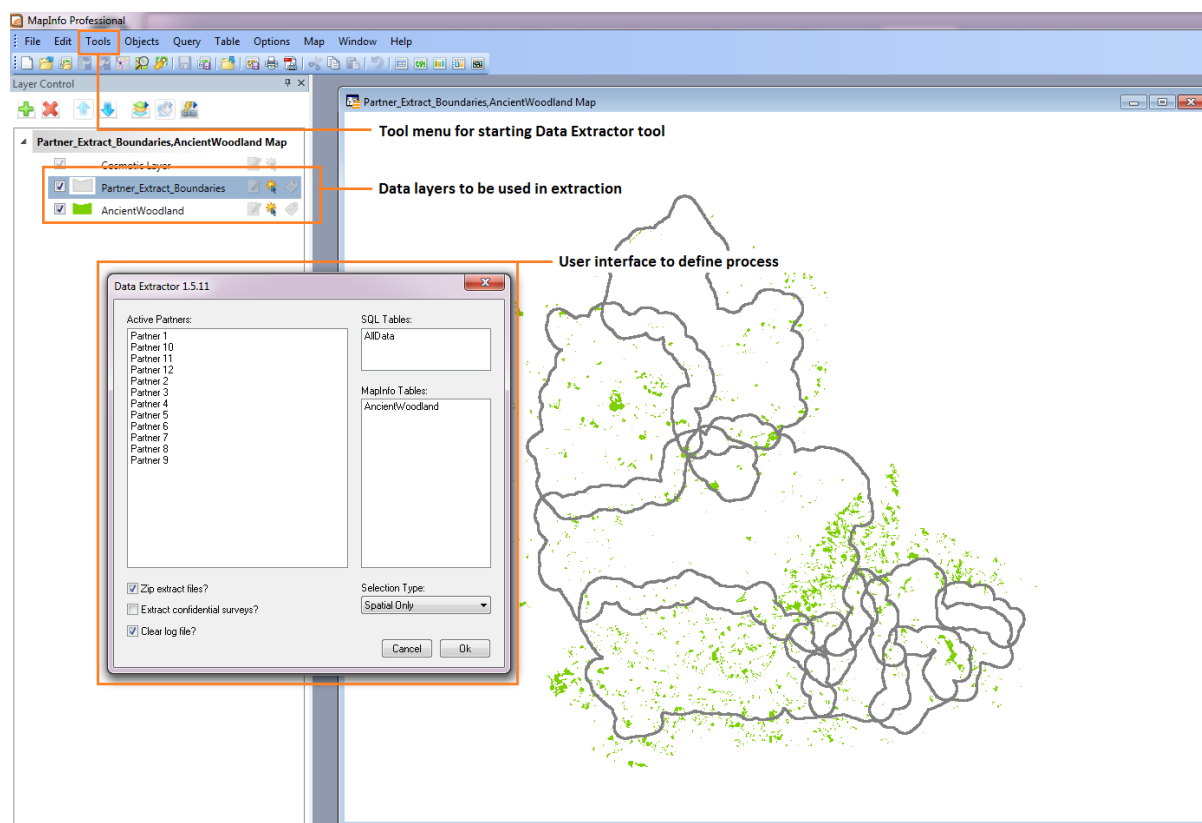 MapInfo Professional
File Edit Tools Objects Query Table Options Map Window Help
Layer Control
Partner_Extract_Boundaries,AncientWoodland Map
Cosmetic Layer
Partner_Extract_Boundaries
AncientWoodland
Partner_Extract_Boundaries,AncientWoodland Map
Tool menu for starting Data Extractor tool
Data layers to be used in extraction
User interface to define process
Data Extractor 1.5.11
Active Partners:
Partner 1
Partner 10
Partner 11
Partner 12
Partner 2
Partner 3
Partner 4
Partner 5
Partner 6
Partner 7
Partner 8
Partner 9
SQL Tables:
AllData
MapInfo Tables:
AncientWoodland
Zip extract files?
Extract confidential surveys?
Clear log file?
Selection Type:
Spatial Only
Cancel Ok